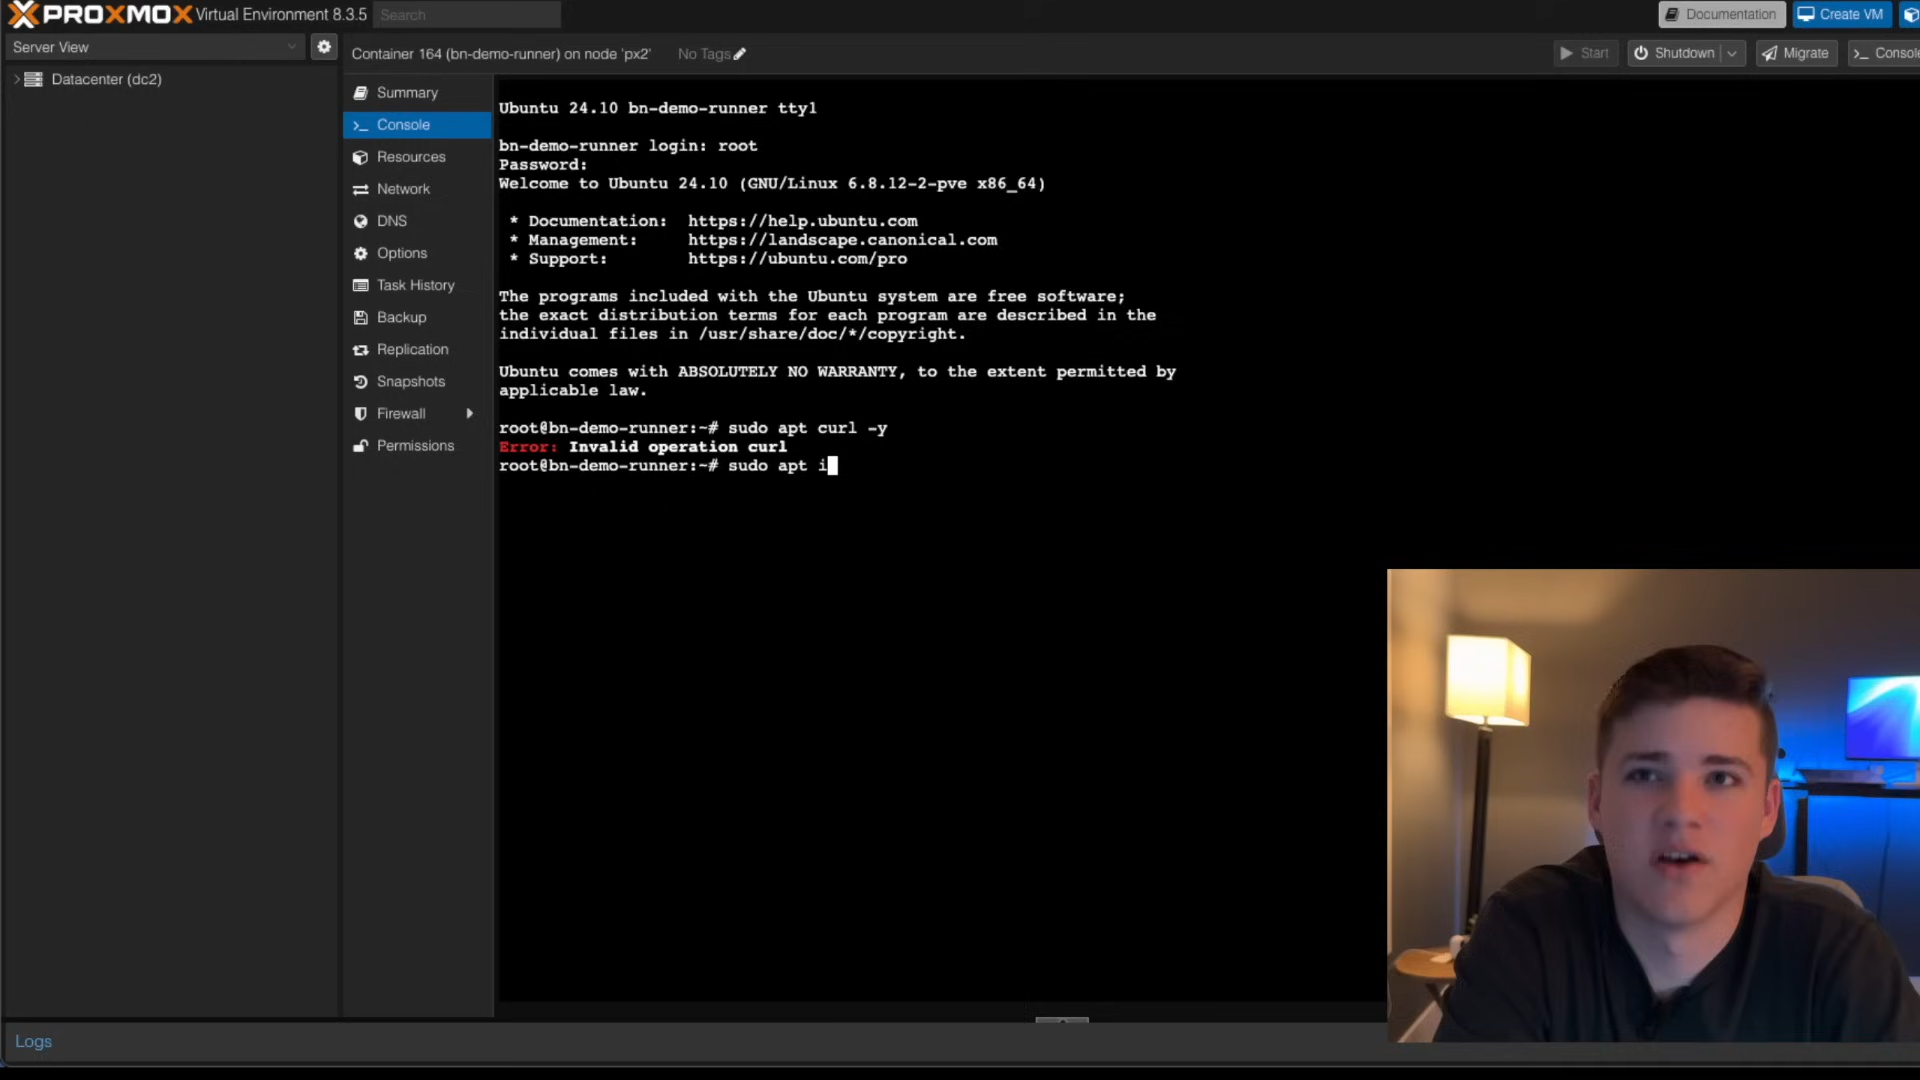 PROXMOX Virtual Environment 8.3.5 Search Documentation Create VM
Server View
Container 164 (bn-demo-runner) on node 'px2' No Tags Start Shutdown Migrate Console
Datacenter (dc2)
Summary
Console
Resources
Network
DNS
Options
Task History
Backup
Replication
Snapshots
Firewall
Permissions
Ubuntu 24.10 bn-demo-runner tty1
bn-demo-runner login: root
Password:
Welcome to Ubuntu 24.10 (GNU/Linux 6.8.12-2-pve x86_64)
* Documentation: https://help.ubuntu.com
* Management: https://landscape.canonical.com
* Support: https://ubuntu.com/pro
The programs included with the Ubuntu system are free software;
the exact distribution terms for each program are described in the
individual files in /usr/share/doc/*/copyright.
Ubuntu comes with ABSOLUTELY NO WARRANTY, to the extent permitted by
applicable law.
root@bn-demo-runner:~# sudo apt curl -y
Error: Invalid operation curl
root@bn-demo-runner:~# sudo apt i
Logs